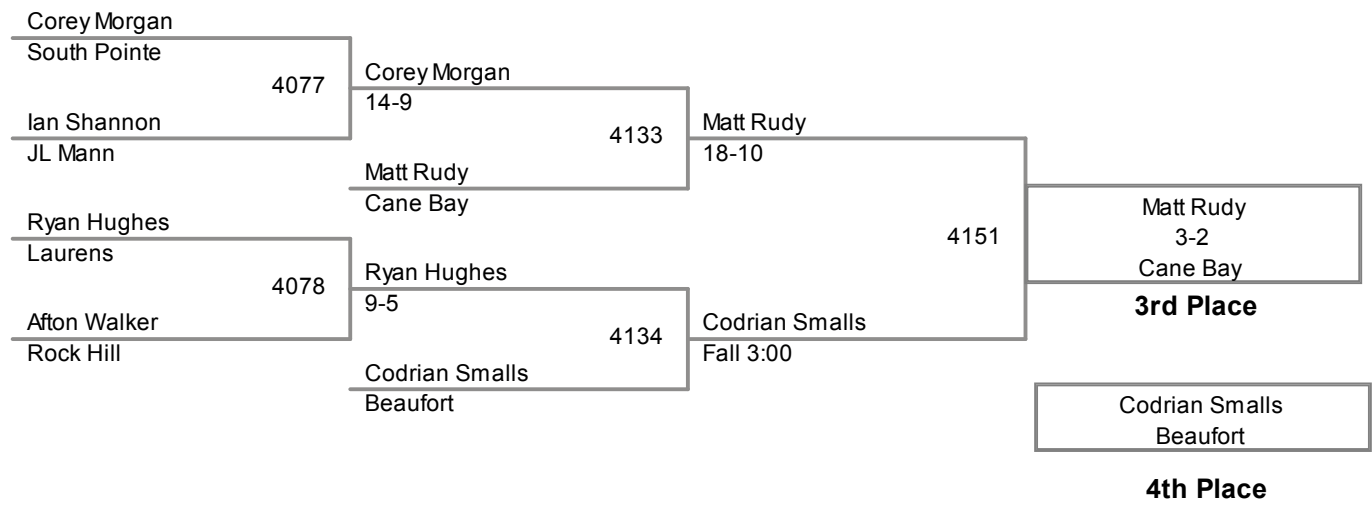 Corey Morgan
South Pointe
4077
Ian Shannon
JL Mann
Ryan Hughes
Laurens
4078
Afton Walker
Rock Hill
Corey Morgan
14-9
4133
Matt Rudy
Cane Bay
Ryan Hughes
9-5
4134
Codrian Smalls
Beaufort
Matt Rudy
18-10
4151
Codrian Smalls
Fall 3:00
Matt Rudy
3-2
Cane Bay
3rd Place
Codrian Smalls
Beaufort
4th Place